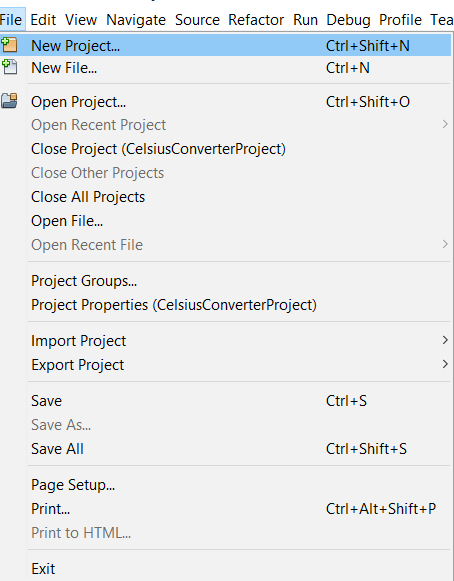 File Edit View Navigate Source Refactor Run Debug Profile Tea
New Project... Ctrl+Shift+N
New File... Ctrl+N
Open Project... Ctrl+Shift+O
Open Recent Project
Close Project (CelsiusConverterProject)
Close Other Projects
Close All Projects
Open File...
Open Recent File
Project Groups...
Project Properties (CelsiusConverterProject)
Import Project
Export Project
Save Ctrl+S
Save As...
Save All Ctrl+Shift+S
Page Setup...
Print... Ctrl+Alt+Shift+P
Print to HTML...
Exit